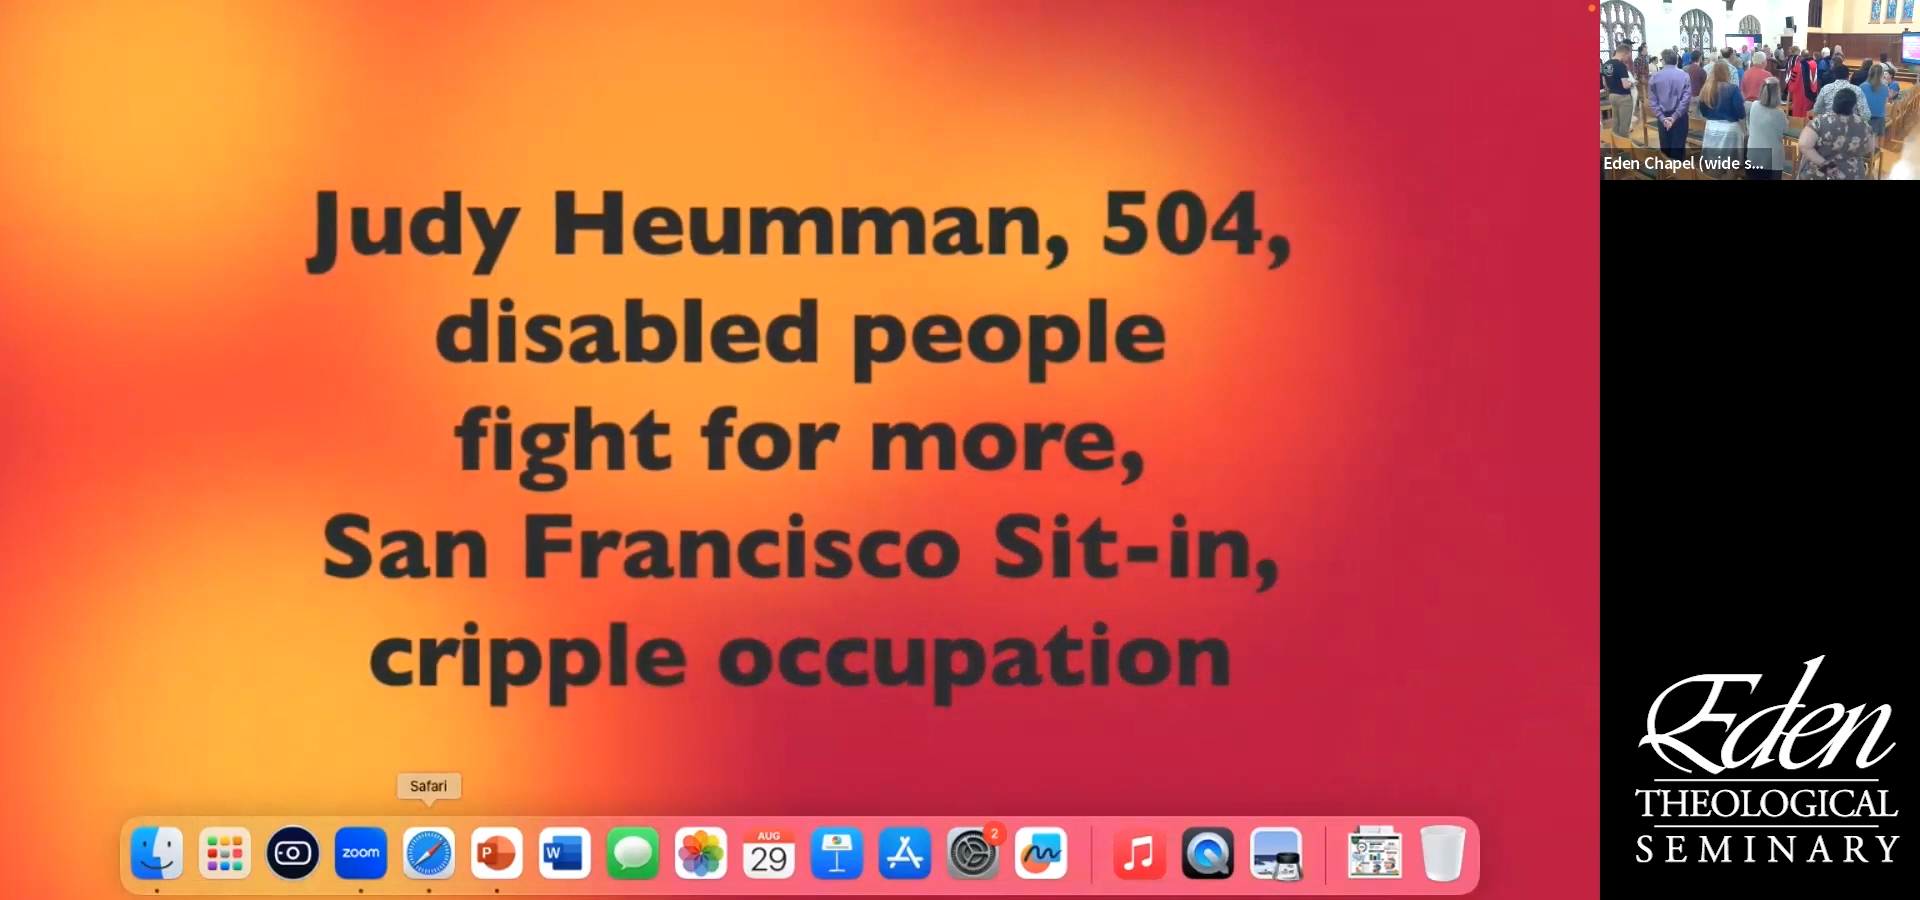 Judy Heumman, 504,
disabled people
fight for more,
San Francisco Sit-in,
cripple occupation
Eden Chapel (wide s...
Safari
zoom
P
W
AUG
29
2
Eden
THEOLOGICAL
SEMINARY